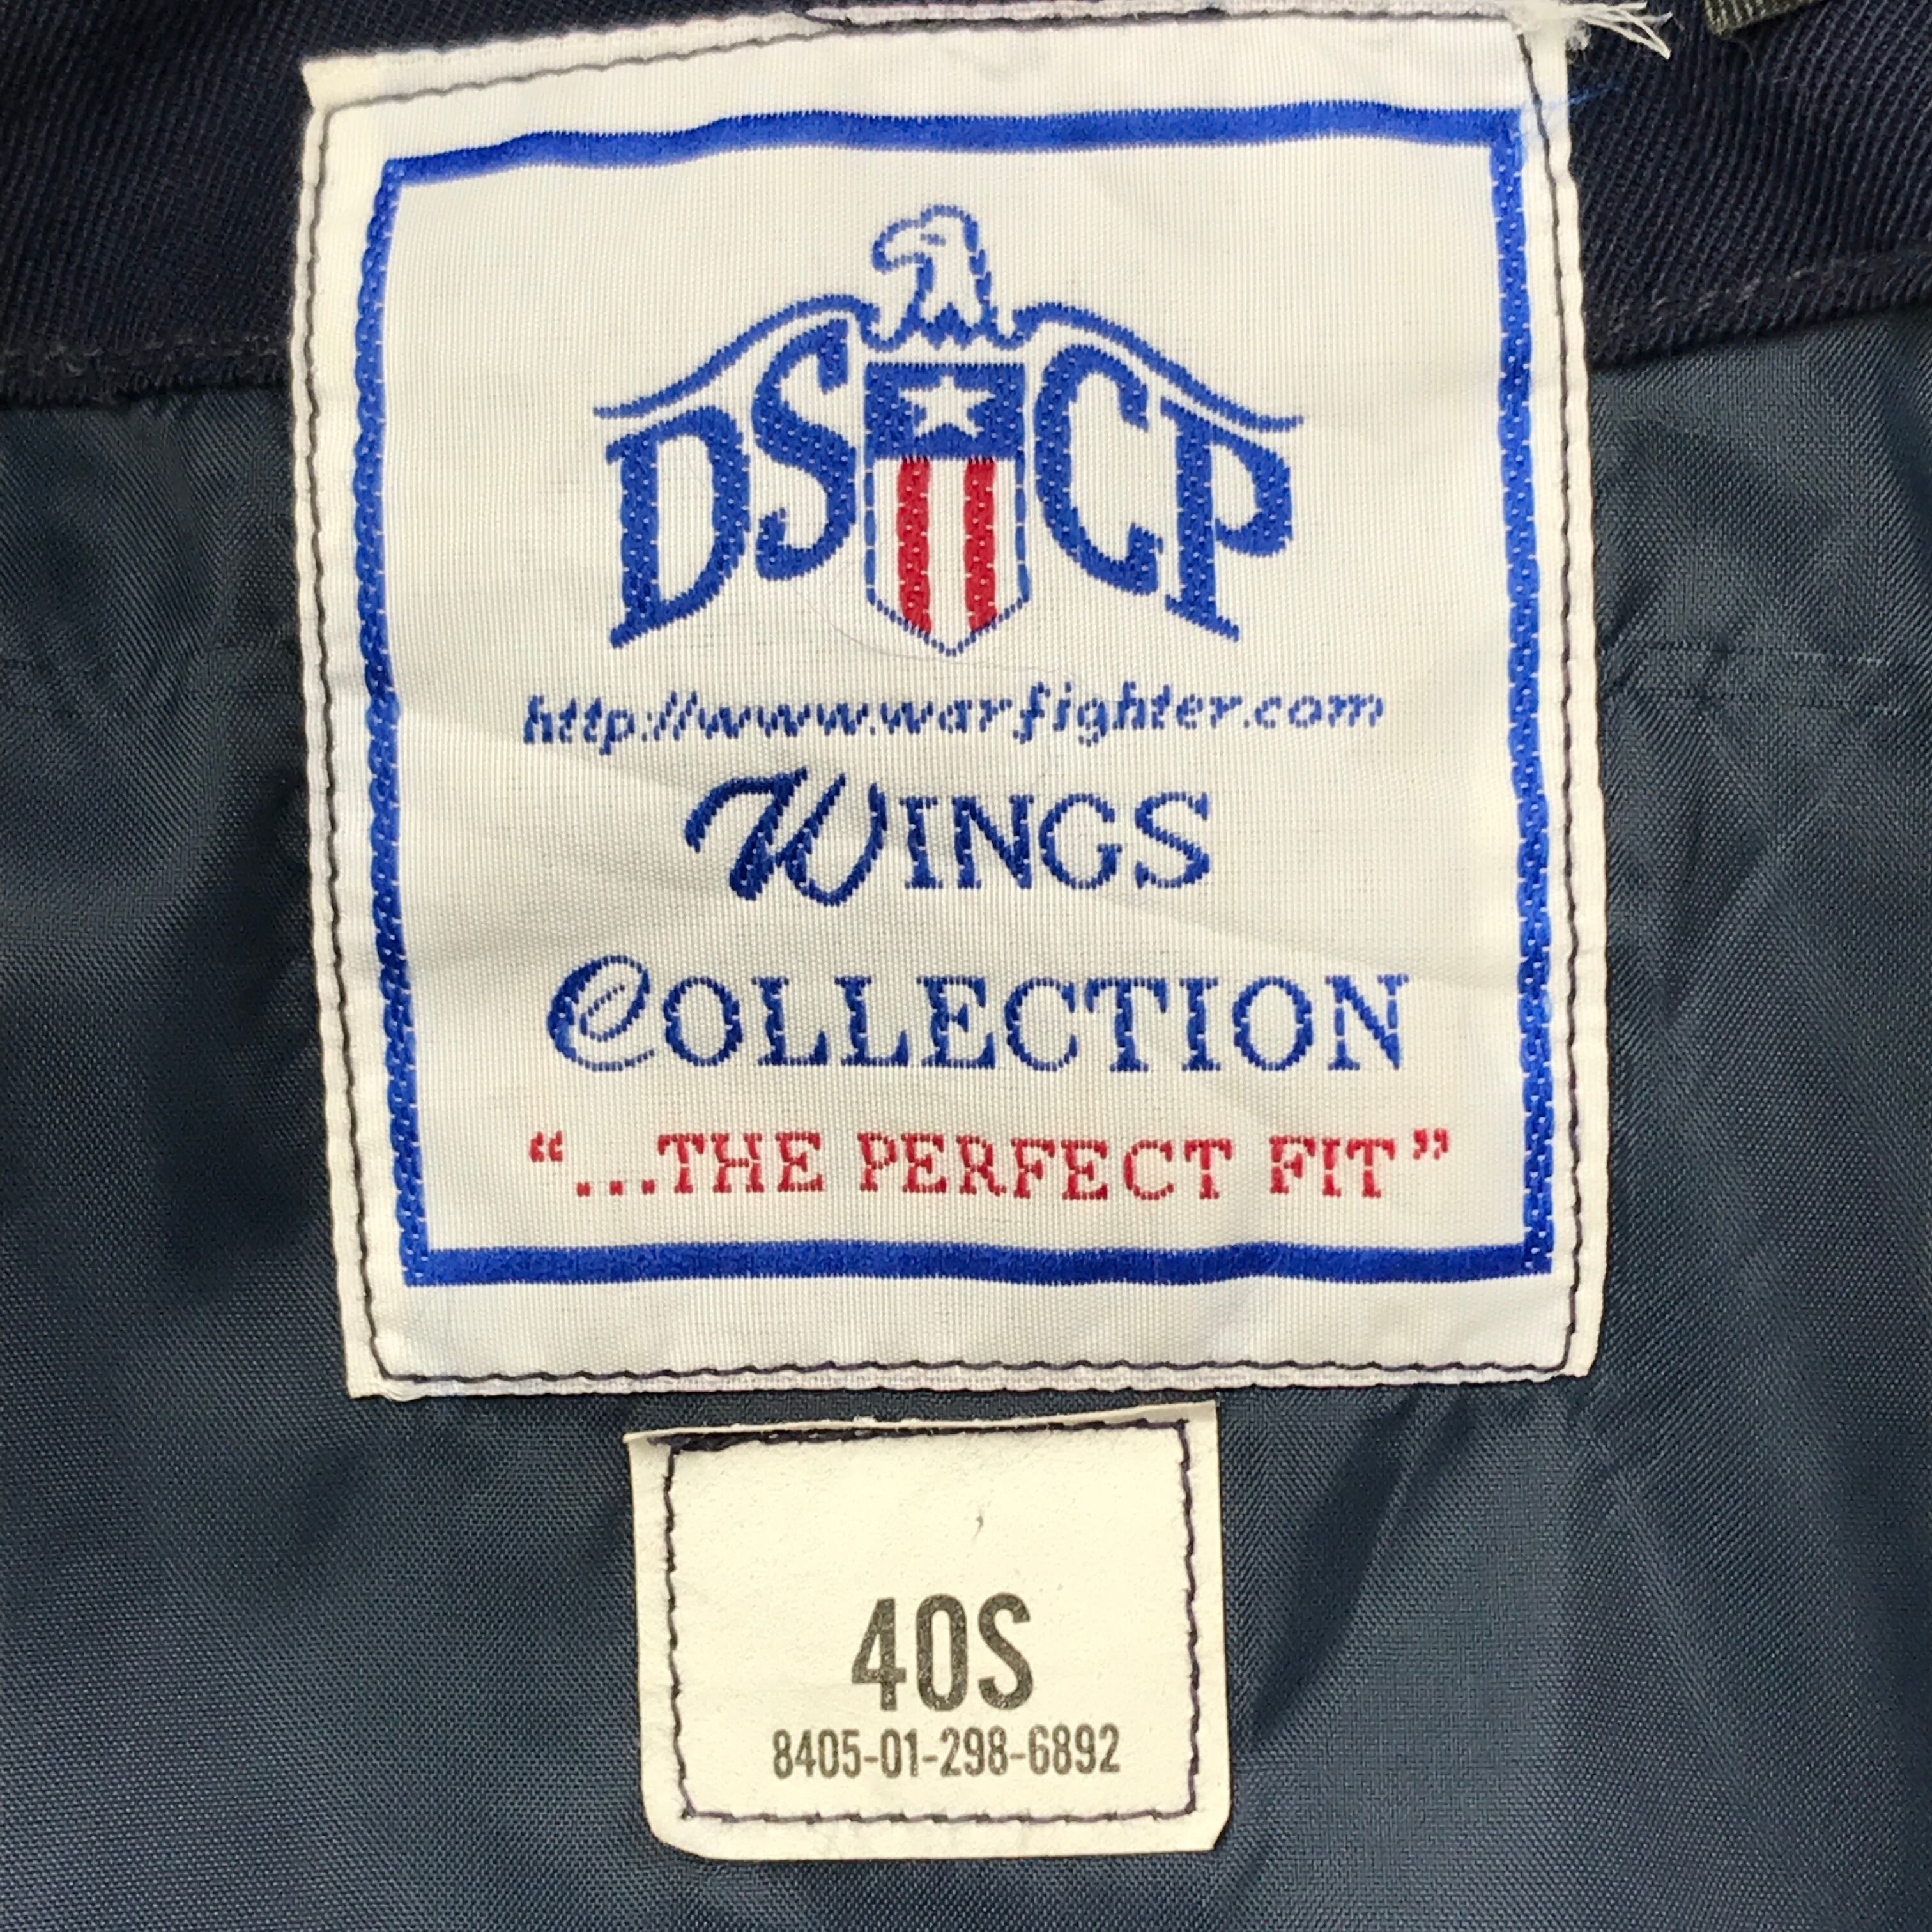 DSCP
http://www.warfighter.com
WINGS
COLLECTION
“...THE PERFECT FIT”
40S
8405-01-298-6892